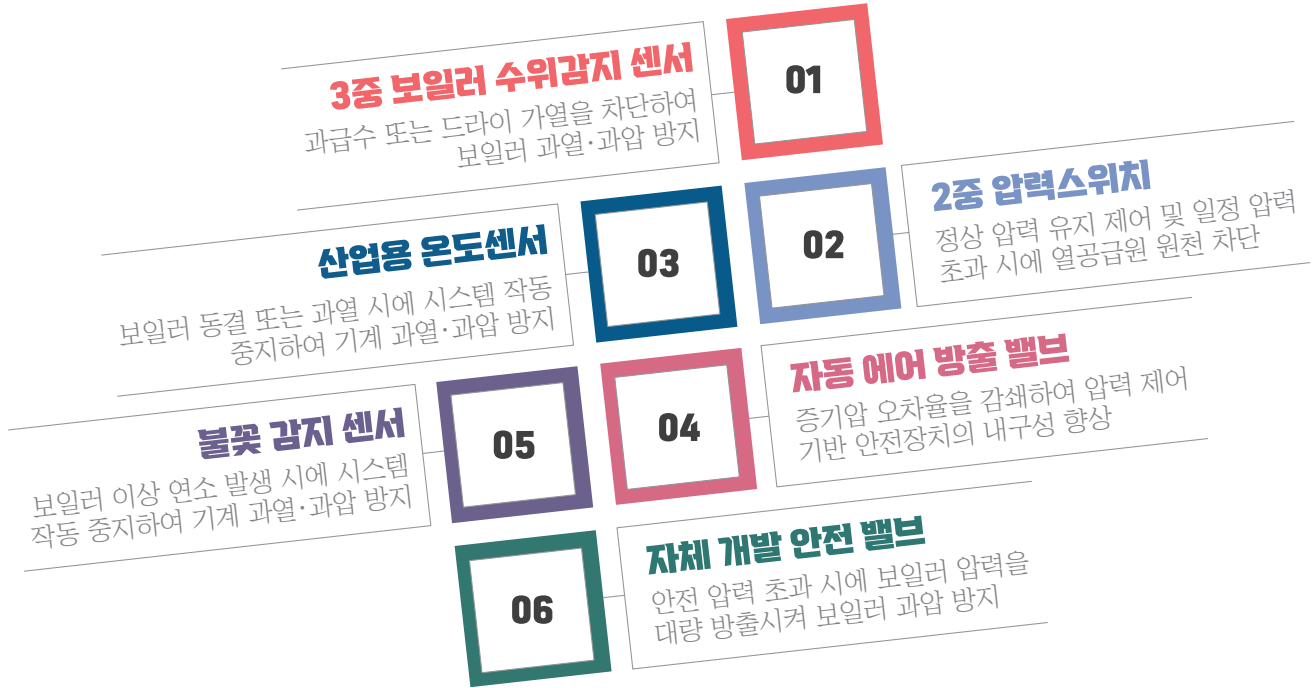 01
3중 보일러 수위감지 센서
과급수 또는 드라이 가열을 차단하여
보일러 과열·과압 방지
02
2중 압력스위치
정상 압력 유지 제어 및 일정 압력
초과 시에 열공급원 원천 차단
03
산업용 온도센서
보일러 동결 또는 과열 시에 시스템 작동
중지하여 기계 과열·과압 방지
04
자동 에어 방출 밸브
증기압 오차율을 감쇄하여 압력 제어
기반 안전장치의 내구성 향상
05
불꽃 감지 센서
보일러 이상 연소 발생 시에 시스템
작동 중지하여 기계 과열·과압 방지
06
자체 개발 안전 밸브
안전 압력 초과 시에 보일러 압력을
대량 방출시켜 보일러 과압 방지